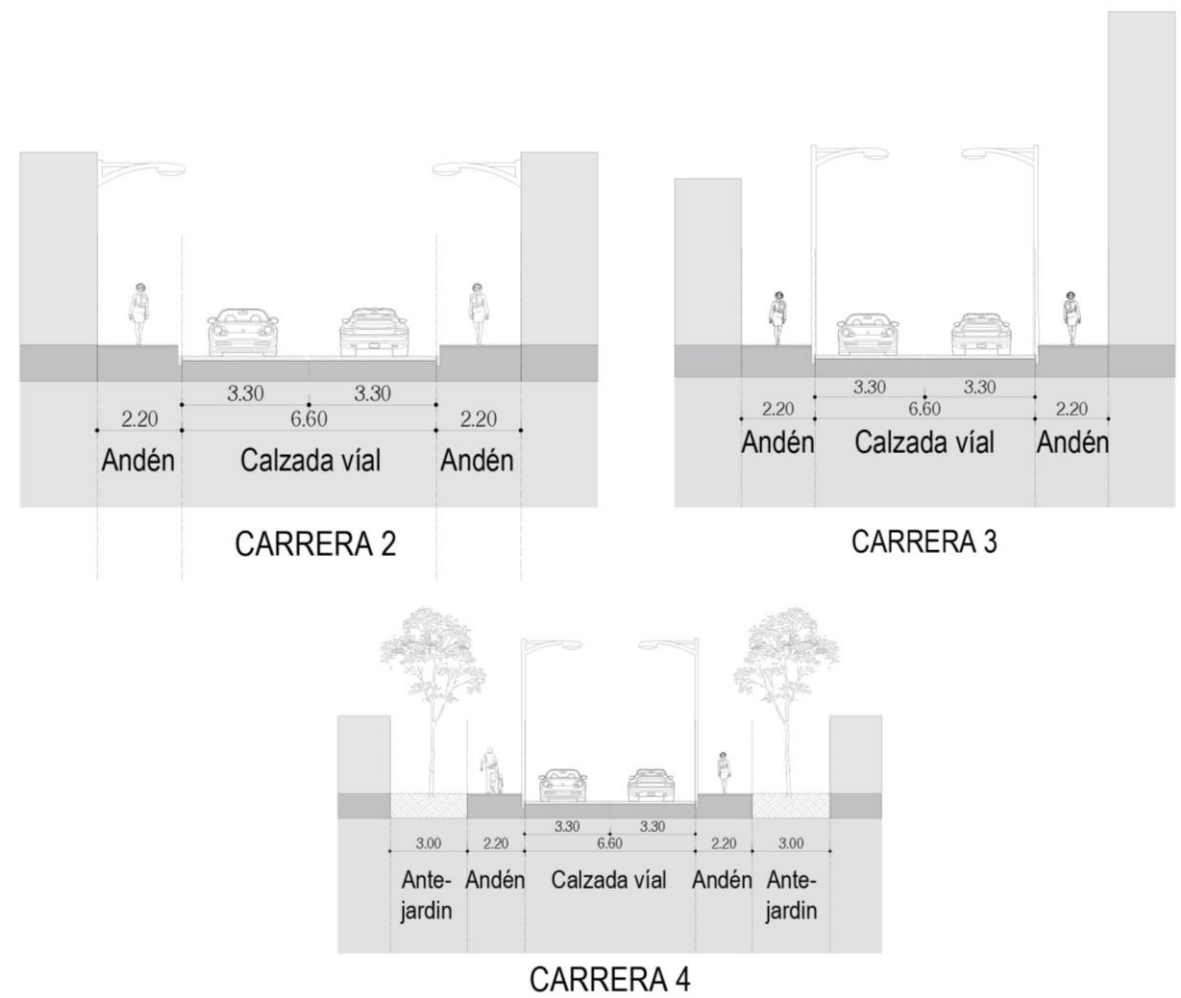 3.30 3.30
2.20 6.60 2.20
Andén Calzada víal Andén
CARRERA 2
3.30 3.30
2.20 6.60 2.20
Andén Calzada víal Andén
CARRERA 3
3.30 3.30
3.00 2.20 6.60 2.20 3.00
Ante- Andén Calzada víal Andén Ante-
jardin jardin
CARRERA 4